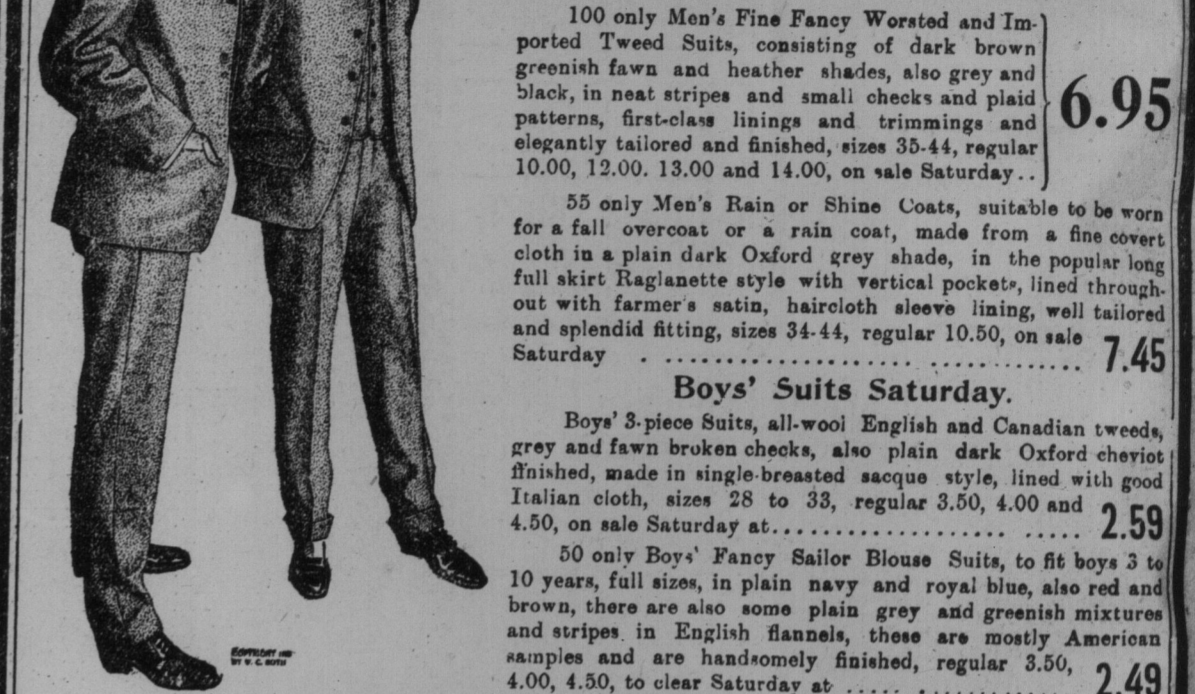 100 only Men's Fine Fancy Worsted and Im-
ported Tweed Suits, consisting of dark brown
greenish fawn and heather shades, also grey and
black, in neat stripes and small checks and plaid
patterns, first-class linings and trimmings and
elegantly tailored and finished, sizes 35-44, regular
10.00, 12.00. 13.00 and 14.00, on sale Saturday..
6.95
55 only Men's Rain or Shine Coats, suitable to be worn
for a fall overcoat or a rain coat, made from a fine covert
cloth in a plain dark Oxford grey shade, in the popular long
full skirt Raglanette style with vertical pockets, lined through-
out with farmer's satin, haircloth sleeve lining, well tailored
and splendid fitting, sizes 34-44, regular 10.50, on sale
Saturday . .............................. 7.45
Boys' Suits Saturday.
Boys' 3-piece Suits, all-wool English and Canadian tweeds,
grey and fawn broken checks, also plain dark Oxford cheviot
finished, made in single-breasted sacque style, lined with good
Italian cloth, sizes 28 to 33, regular 3.50, 4.00 and
4.50, on sale Saturday at.................. ..... 2.59
50 only Boys' Fancy Sailor Blouse Suits, to fit boys 3 to
10 years, full sizes, in plain navy and royal blue, also red and
brown, there are also some plain grey and greenish mixtures
and stripes in English flannels, these are mostly American
samples and are handsomely finished, regular 3.50,
4.00, 4.50, to clear Saturday at ..... ............ 2.49
COPYRIGHT
BY